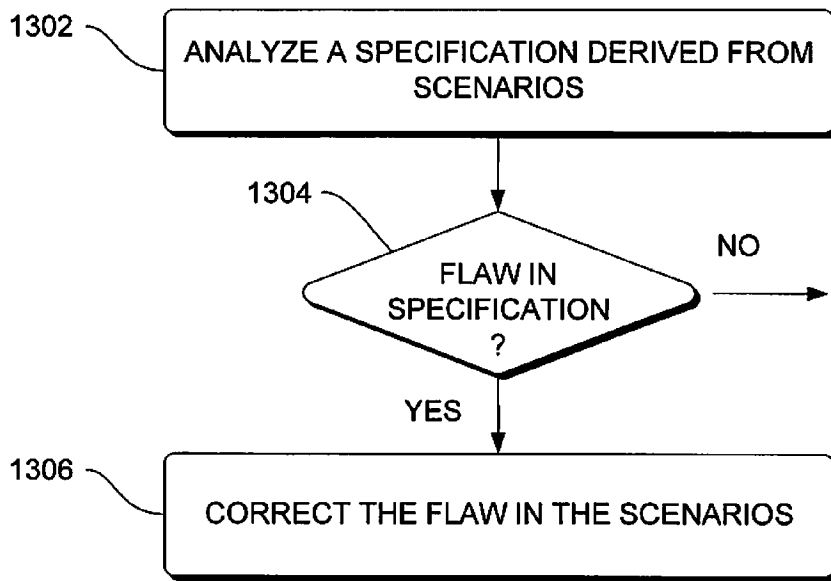 1302
ANALYZE A SPECIFICATION DERIVED FROM
SCENARIOS
1304
FLAW IN
SPECIFICATION
?
NO
YES
1306
CORRECT THE FLAW IN THE SCENARIOS